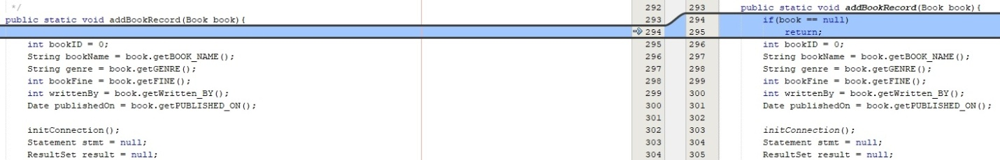 */
public static void addBookRecord(Book book){

int bookID = 0;
String bookName = book.getBOOK_NAME();
String genre = book.getGENRE();
int bookFine = book.getFINE();
int writtenBy = book.getWritten_BY();
Date publishedOn = book.getPUBLISHED_ON();

initConnection();
Statement stmt = null;
ResultSet result = null;
292 293
293 294
294 295
295 296
296 297
297 298
298 299
299 300
300 301
301 302
302 303
303 304
304 305
public static void addBookRecord(Book book){
if(book == null)
return;
int bookID = 0;
String bookName = book.getBOOK_NAME();
String genre = book.getGENRE();
int bookFine = book.getFINE();
int writtenBy = book.getWritten_BY();
Date publishedOn = book.getPUBLISHED_ON();

initConnection();
Statement stmt = null;
ResultSet result = null;